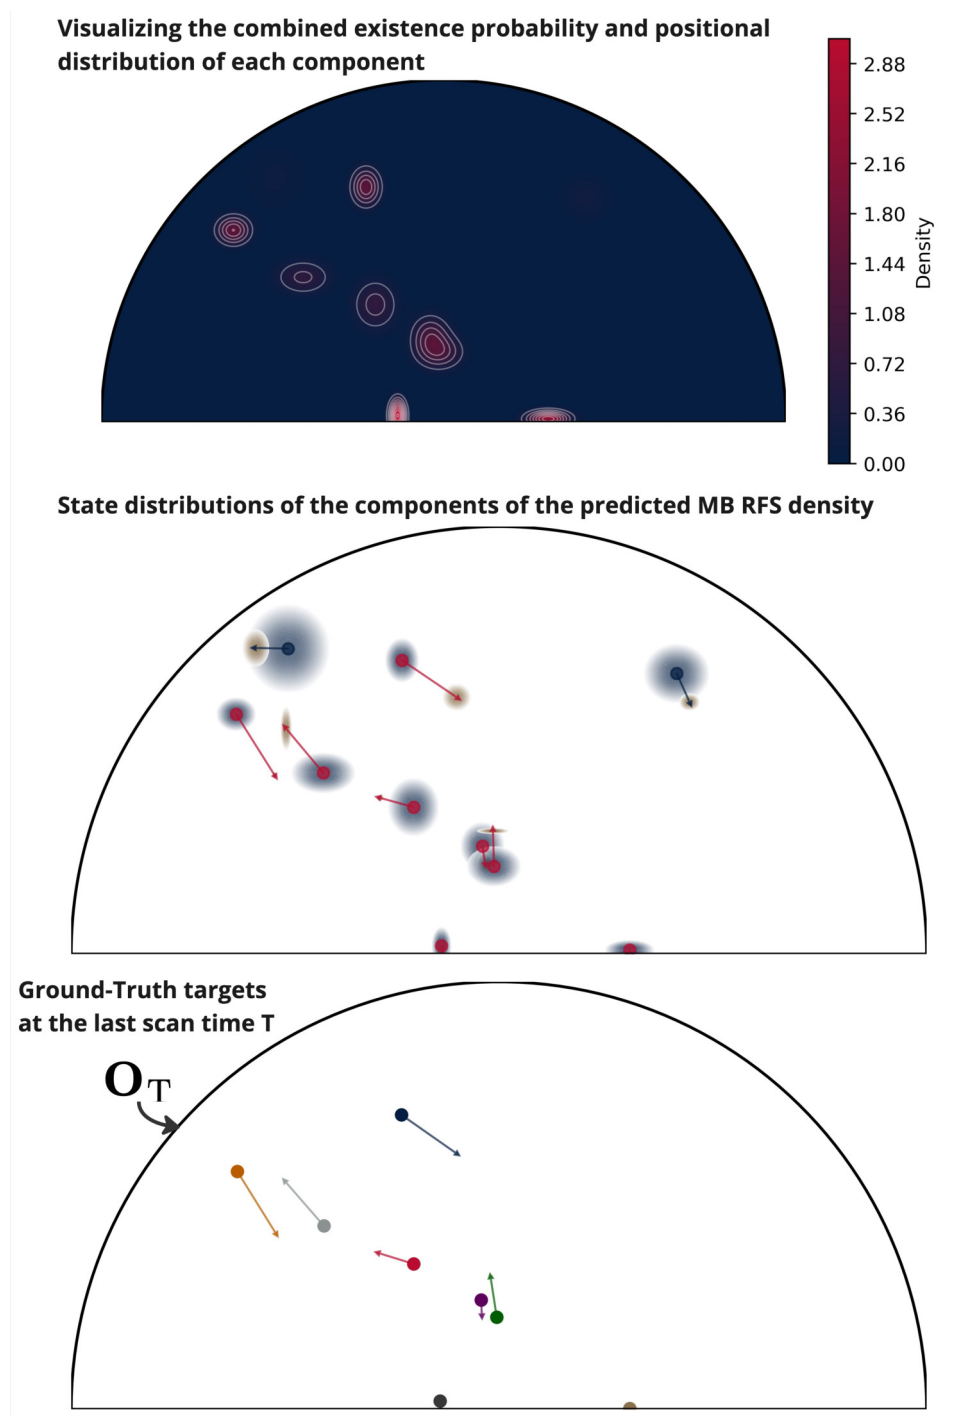 Visualizing the combined existence probability and positional
distribution of each component
2.88
2.52
2.16
1.80
1.44
1.08
0.72
0.36
0.00
Density
State distributions of the components of the predicted MB RFS density
Ground-Truth targets
at the last scan time T
O_T